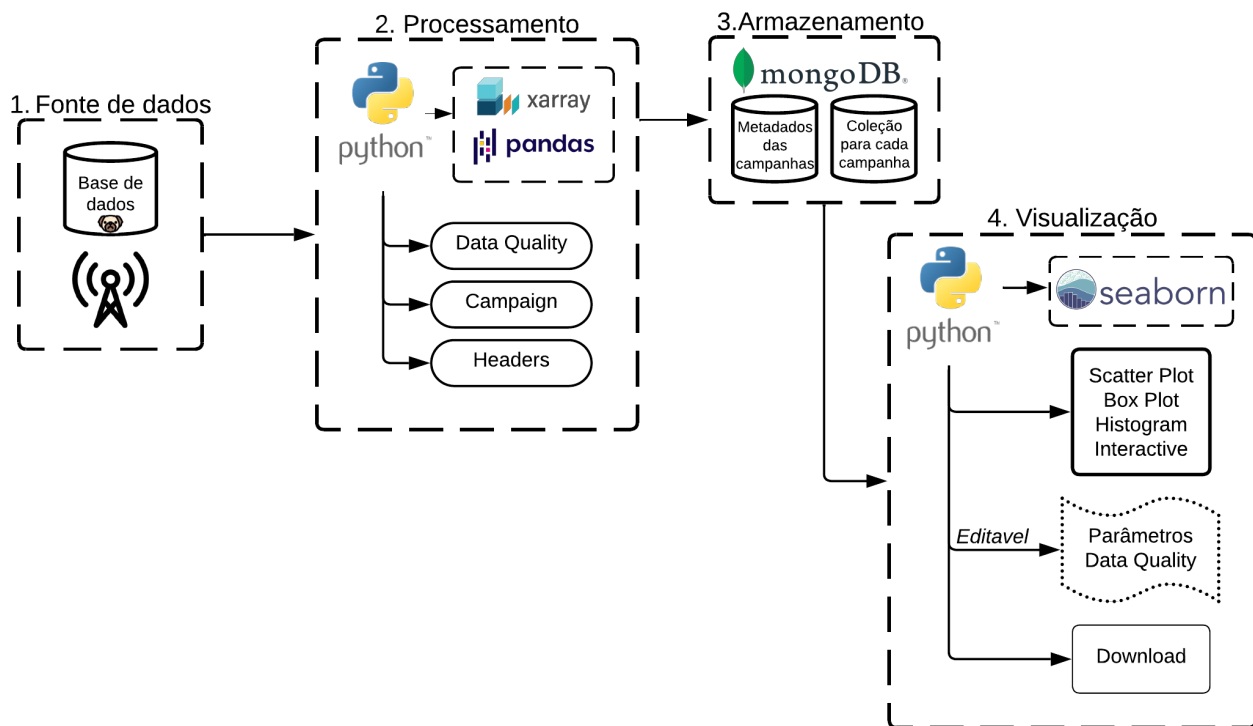 1. Fonte de dados
Base de
dados
2. Processamento
python™
xarray
pandas
Data Quality
Campaign
Headers
3.Armazenamento
mongoDB®
Metadados
das
campanhas
Coleção
para cada
campanha
4. Visualização
python™
seaborn
Scatter Plot
Box Plot
Histogram
Interactive
Editavel
Parâmetros
Data Quality
Download